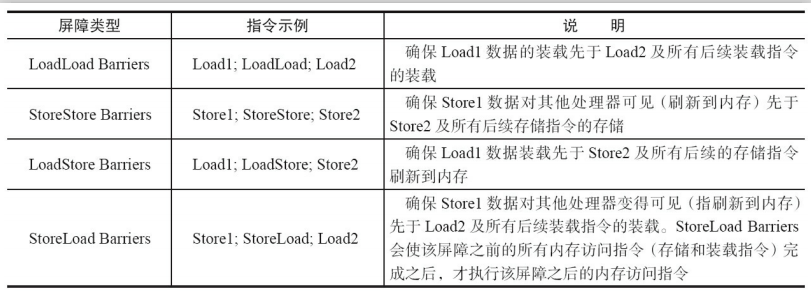 屏障类型 指令示例 说 明
LoadLoad Barriers Load1; LoadLoad; Load2 确保 Load1 数据的装载先于 Load2 及所有后续装载指令
的装载
StoreStore Barriers Store1; StoreStore; Store2 确保 Store1 数据对其他处理器可见（刷新到内存）先于
Store2 及所有后续存储指令的存储
LoadStore Barriers Load1; LoadStore; Store2 确保 Load1 数据装载先于 Store2 及所有后续的存储指令
刷新到内存
StoreLoad Barriers Store1; StoreLoad; Load2 确保 Store1 数据对其他处理器变得可见（指刷新到内存）
先于 Load2 及所有后续装载指令的装载。StoreLoad Barriers
会使该屏障之前的所有内存访问指令（存储和装载指令）完
成之后，才执行该屏障之后的内存访问指令